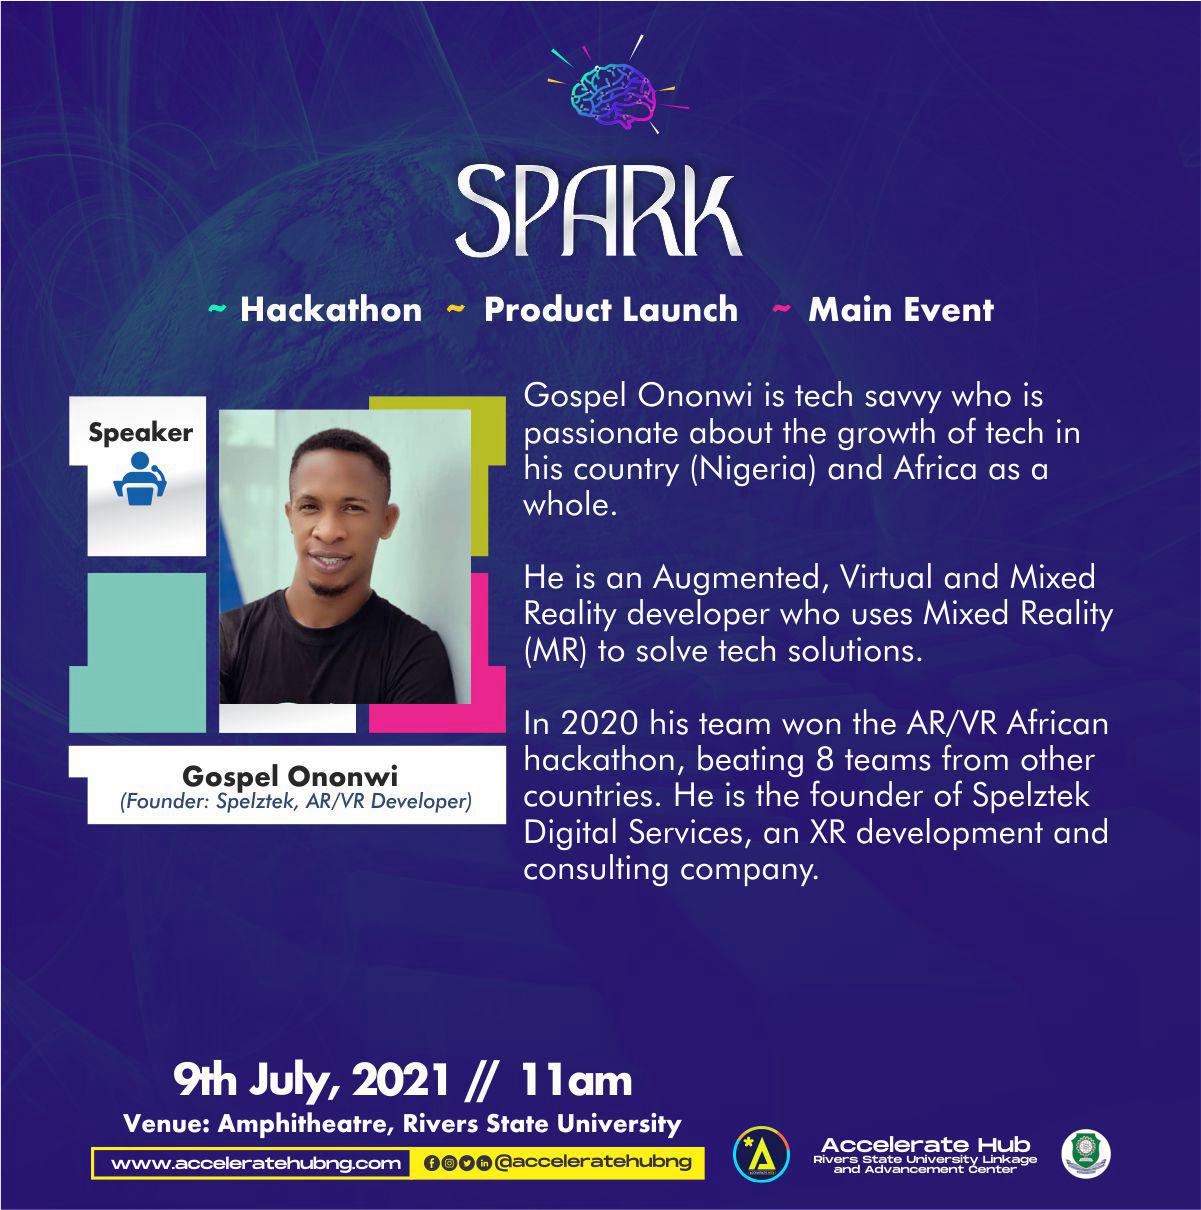 SPARK
~ Hackathon ~ Product Launch ~ Main Event
Speaker
Gospel Ononwi
(Founder: Spelztek, AR/VR Developer)
Gospel Ononwi is tech savvy who is
passionate about the growth of tech in
his country (Nigeria) and Africa as a
whole.
He is an Augmented, Virtual and Mixed
Reality developer who uses Mixed Reality
(MR) to solve tech solutions.
In 2020 his team won the AR/VR African
hackathon, beating 8 teams from other
countries. He is the founder of Spelztek
Digital Services, an XR development and
consulting company.
9th July, 2021 // 11am
Venue: Amphitheatre, Rivers State University
www.acceleratehubng.com
@acceleratehubng
Accelerate Hub
Rivers State University Linkage
and Advancement Center